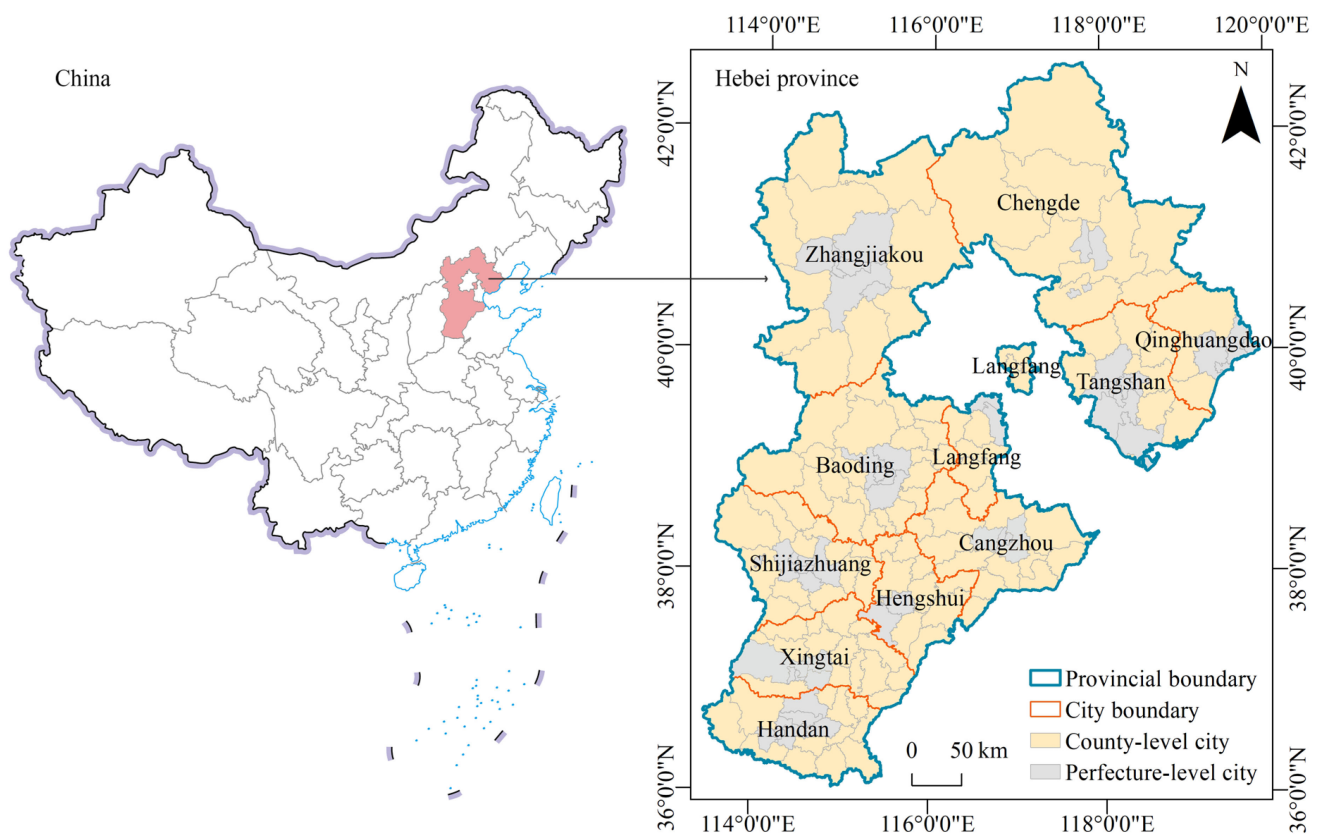 China
Hebei province
114°0'0"E
116°0'0"E
118°0'0"E
120°0'0"E
N
42°0'0"N
42°0'0"N
40°0'0"N
40°0'0"N
38°0'0"N
38°0'0"N
36°0'0"N
36°0'0"N
Chengde
Zhangjiakou
Qinghuangdao
Langfang
Tangshan
Baoding
Langfang
Cangzhou
Shijiazhuang
Hengshui
Xingtai
Handan
Provincial boundary
City boundary
County-level city
Perfecture-level city
0 50 km
114°0'0"E
116°0'0"E
118°0'0"E